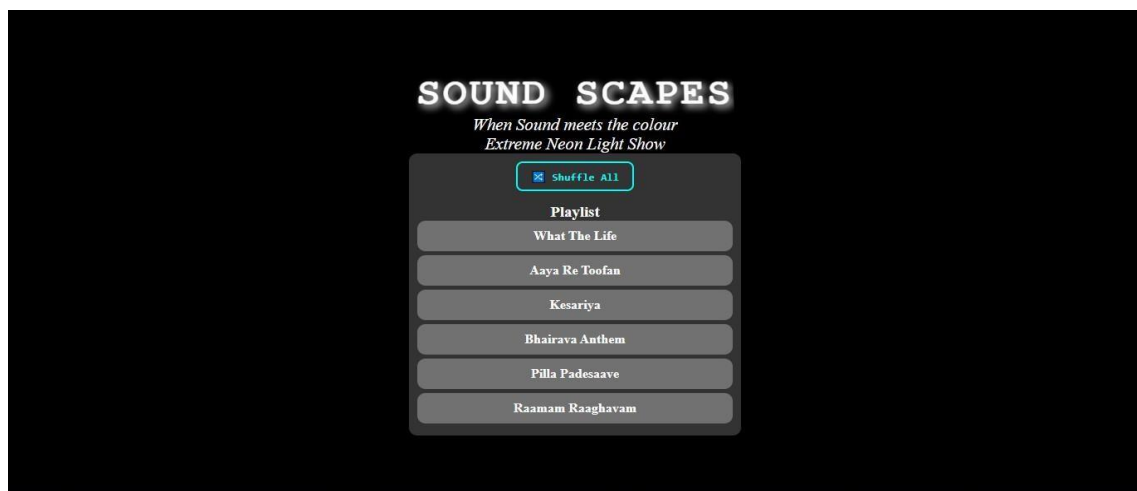 SOUND SCAPES
When Sound meets the colour
Extreme Neon Light Show
Shuffle All
Playlist
What The Life
Aaya Re Toofan
Kesariya
Bhairava Anthem
Pilla Padesaave
Raamam Raaghavam